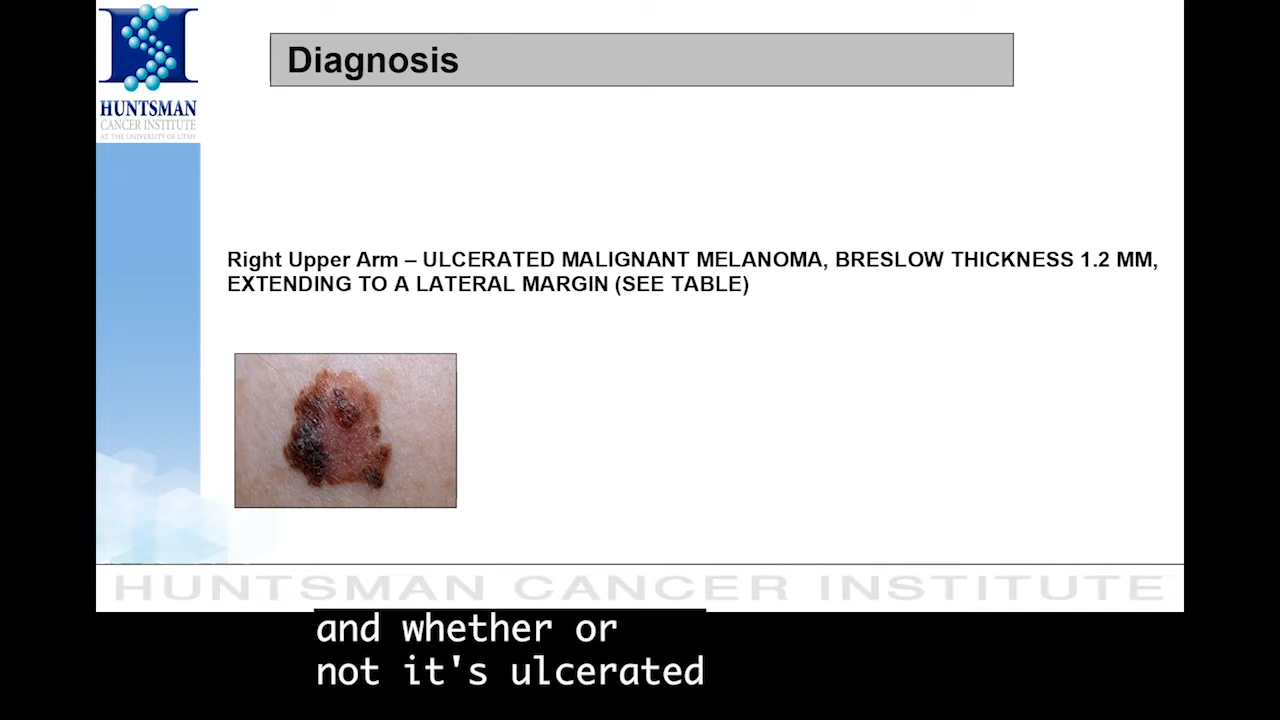 HUNTSMAN
CANCER INSTITUTE
AT THE UNIVERSITY OF UTAH
Diagnosis
Right Upper Arm – ULCERATED MALIGNANT MELANOMA, BRESLOW THICKNESS 1.2 MM,
EXTENDING TO A LATERAL MARGIN (SEE TABLE)
HUNTSMAN CANCER INSTITUTE
and whether or
not it's ulcerated